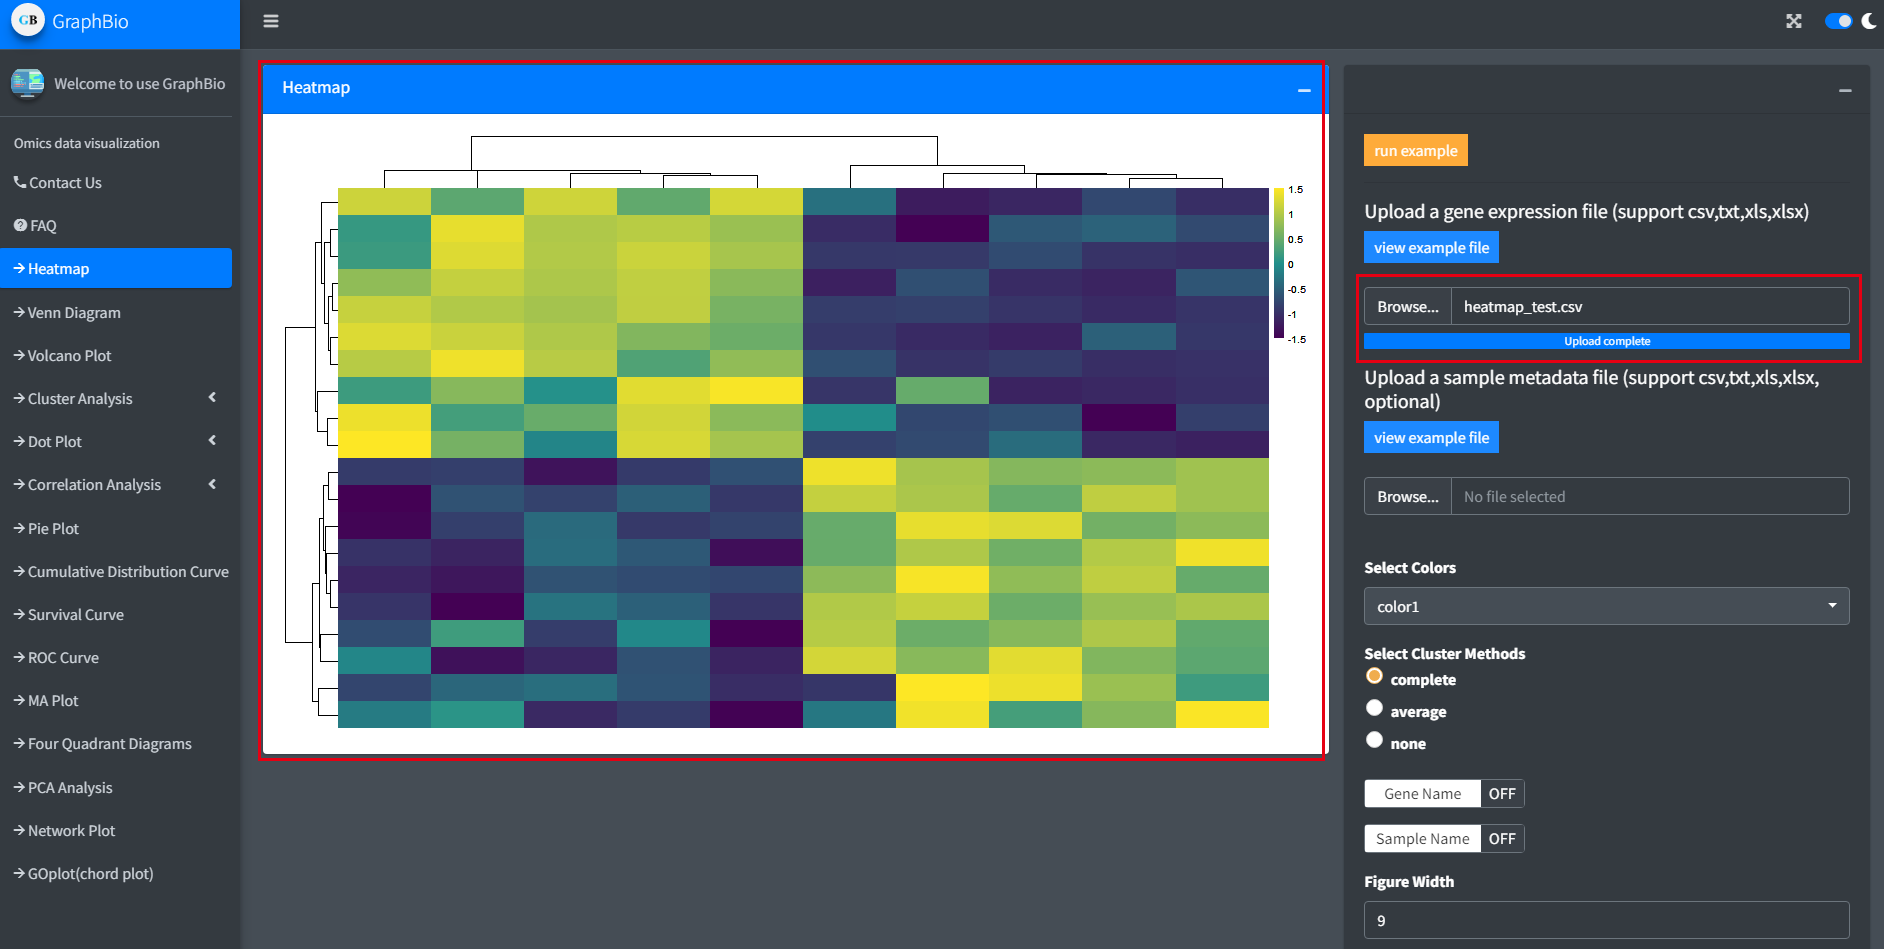 GB GraphBio
Welcome to use GraphBio
Omics data visualization
Contact Us
FAQ
Heatmap
Venn Diagram
Volcano Plot
Cluster Analysis
Dot Plot
Correlation Analysis
Pie Plot
Cumulative Distribution Curve
Survival Curve
ROC Curve
MA Plot
Four Quadrant Diagrams
PCA Analysis
Network Plot
GOplot(chord plot)
Heatmap
1.5
1
0.5
0
-0.5
-1
-1.5
run example
Upload a gene expression file (support csv,txt,xls,xlsx)
view example file
Browse... heatmap_test.csv
Upload complete
Upload a sample metadata file (support csv,txt,xls,xlsx,
optional)
view example file
Browse... No file selected
Select Colors
color1
Select Cluster Methods
complete
average
none
Gene Name OFF
Sample Name OFF
Figure Width
9